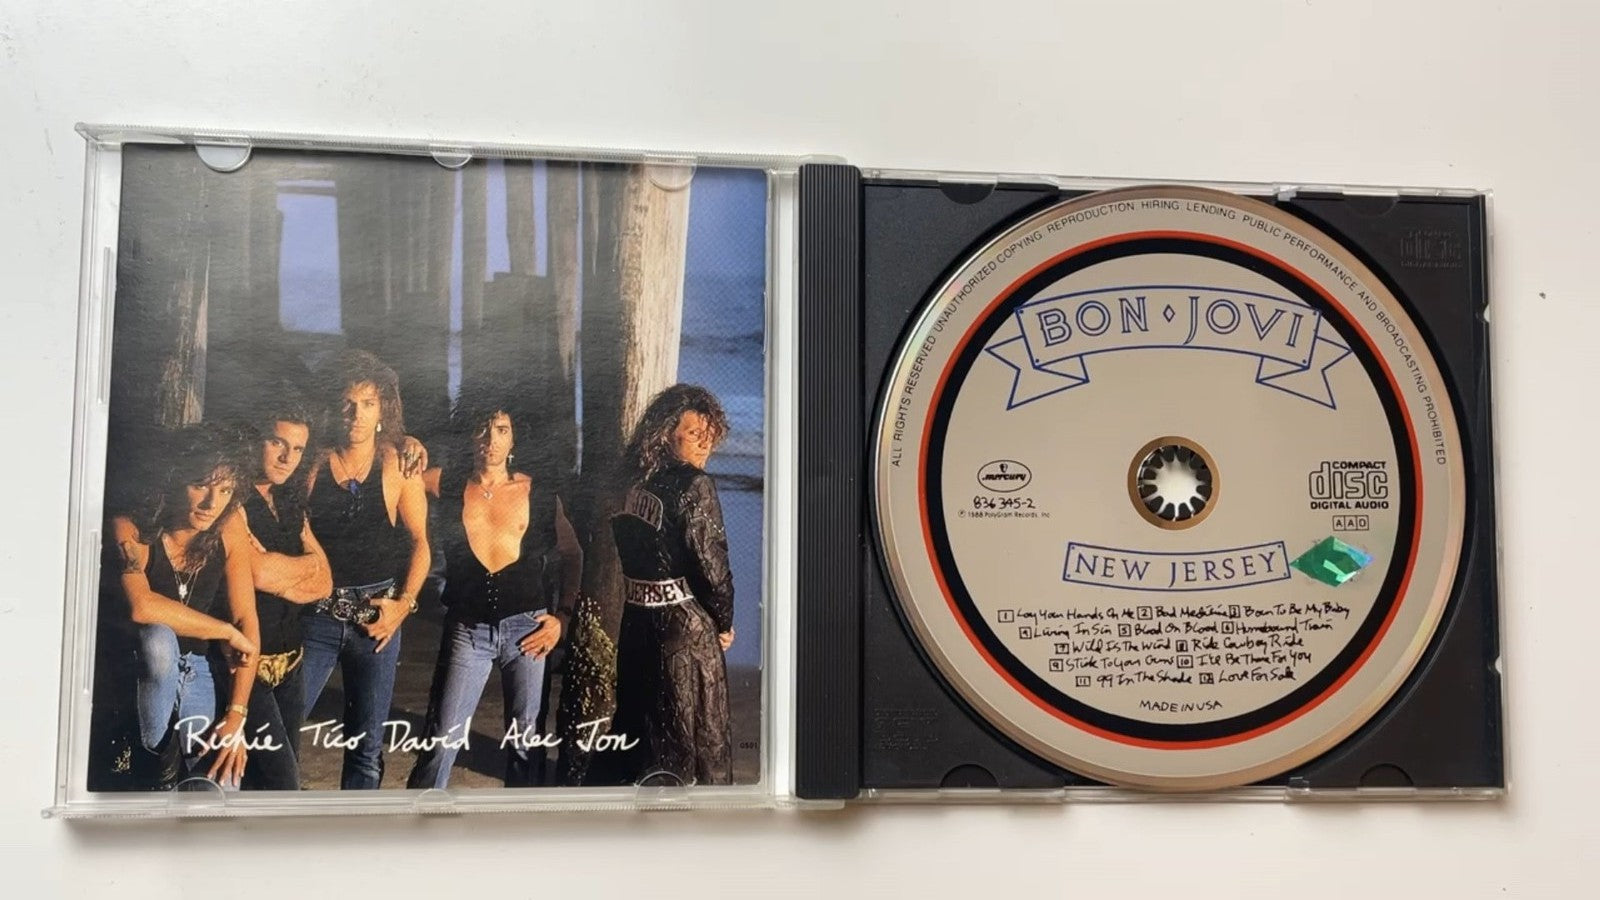 Richie Tico David Alec Jon
0501
JOVI
JERSEY
ALL RIGHTS RESERVED. UNAUTHORIZED COPYING, REPRODUCTION, HIRING, LENDING, PUBLIC PERFORMANCE AND BROADCASTING PROHIBITED
BON JOVI
mercury
836 345-2
℗ 1988 PolyGram Records, Inc
COMPACT
disc
DIGITAL AUDIO
AAD
NEW JERSEY
1 Lay Your Hands On Me 2 Bad Medicine 3 Born To Be My Baby
4 Living In Sin 5 Blood On Blood 6 Homebound Train
7 Wild Is The Wind 8 Ride Cowboy Ride
9 Stick To Your Guns 10 I'll Be There For You
11 99 In The Shade 12 Love For Sale
MADE IN USA